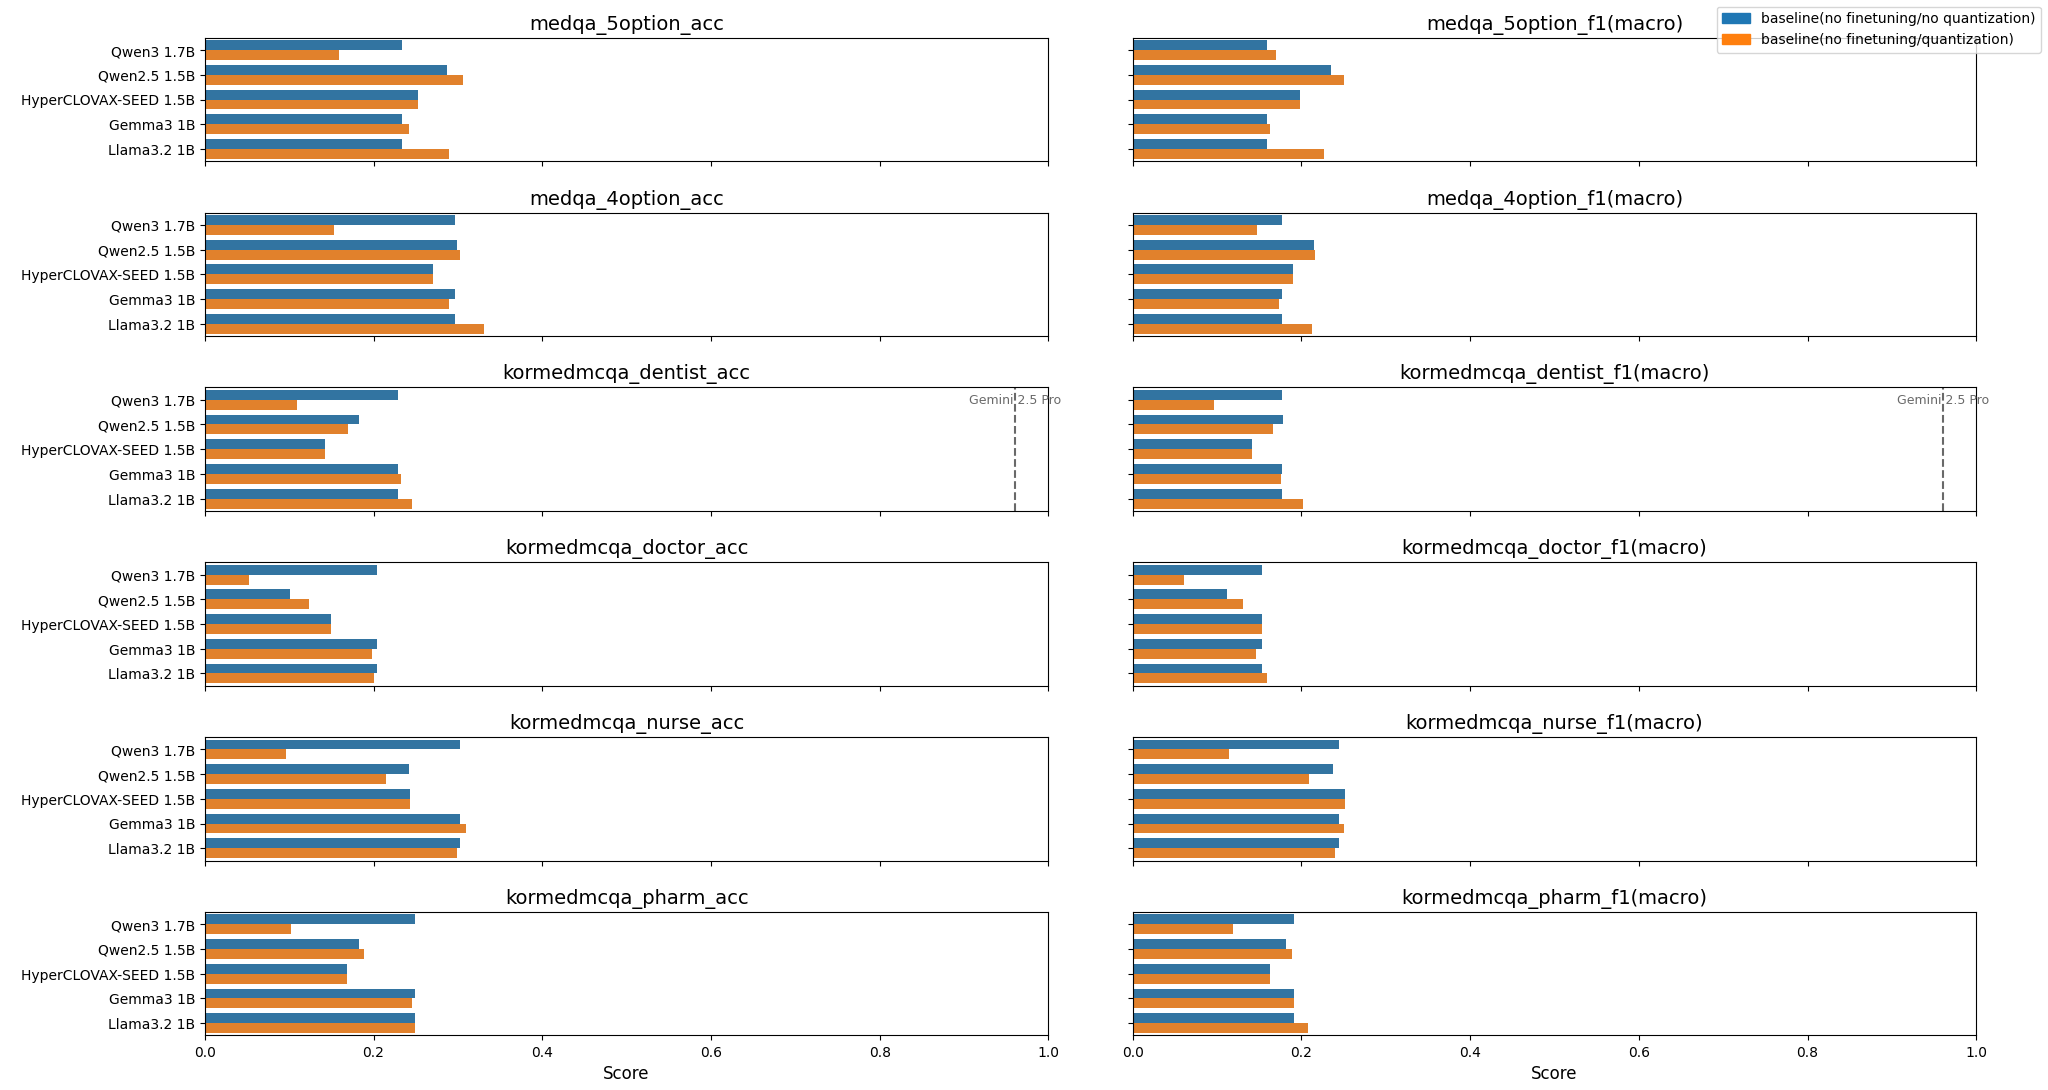 medqa_5option_acc
medqa_5option_f1(macro)
baseline(no finetuning/no quantization)
baseline(no finetuning/quantization)
Qwen3 1.7B
Qwen2.5 1.5B
HyperCLOVAX-SEED 1.5B
Gemma3 1B
Llama3.2 1B
medqa_4option_acc
medqa_4option_f1(macro)
Qwen3 1.7B
Qwen2.5 1.5B
HyperCLOVAX-SEED 1.5B
Gemma3 1B
Llama3.2 1B
kormedmcqa_dentist_acc
kormedmcqa_dentist_f1(macro)
Qwen3 1.7B
Gemini 2.5 Pro
Gemini 2.5 Pro
Qwen2.5 1.5B
HyperCLOVAX-SEED 1.5B
Gemma3 1B
Llama3.2 1B
kormedmcqa_doctor_acc
kormedmcqa_doctor_f1(macro)
Qwen3 1.7B
Qwen2.5 1.5B
HyperCLOVAX-SEED 1.5B
Gemma3 1B
Llama3.2 1B
kormedmcqa_nurse_acc
kormedmcqa_nurse_f1(macro)
Qwen3 1.7B
Qwen2.5 1.5B
HyperCLOVAX-SEED 1.5B
Gemma3 1B
Llama3.2 1B
kormedmcqa_pharm_acc
kormedmcqa_pharm_f1(macro)
Qwen3 1.7B
Qwen2.5 1.5B
HyperCLOVAX-SEED 1.5B
Gemma3 1B
Llama3.2 1B
0.0 0.2 0.4 0.6 0.8 1.0
0.0 0.2 0.4 0.6 0.8 1.0
Score
Score